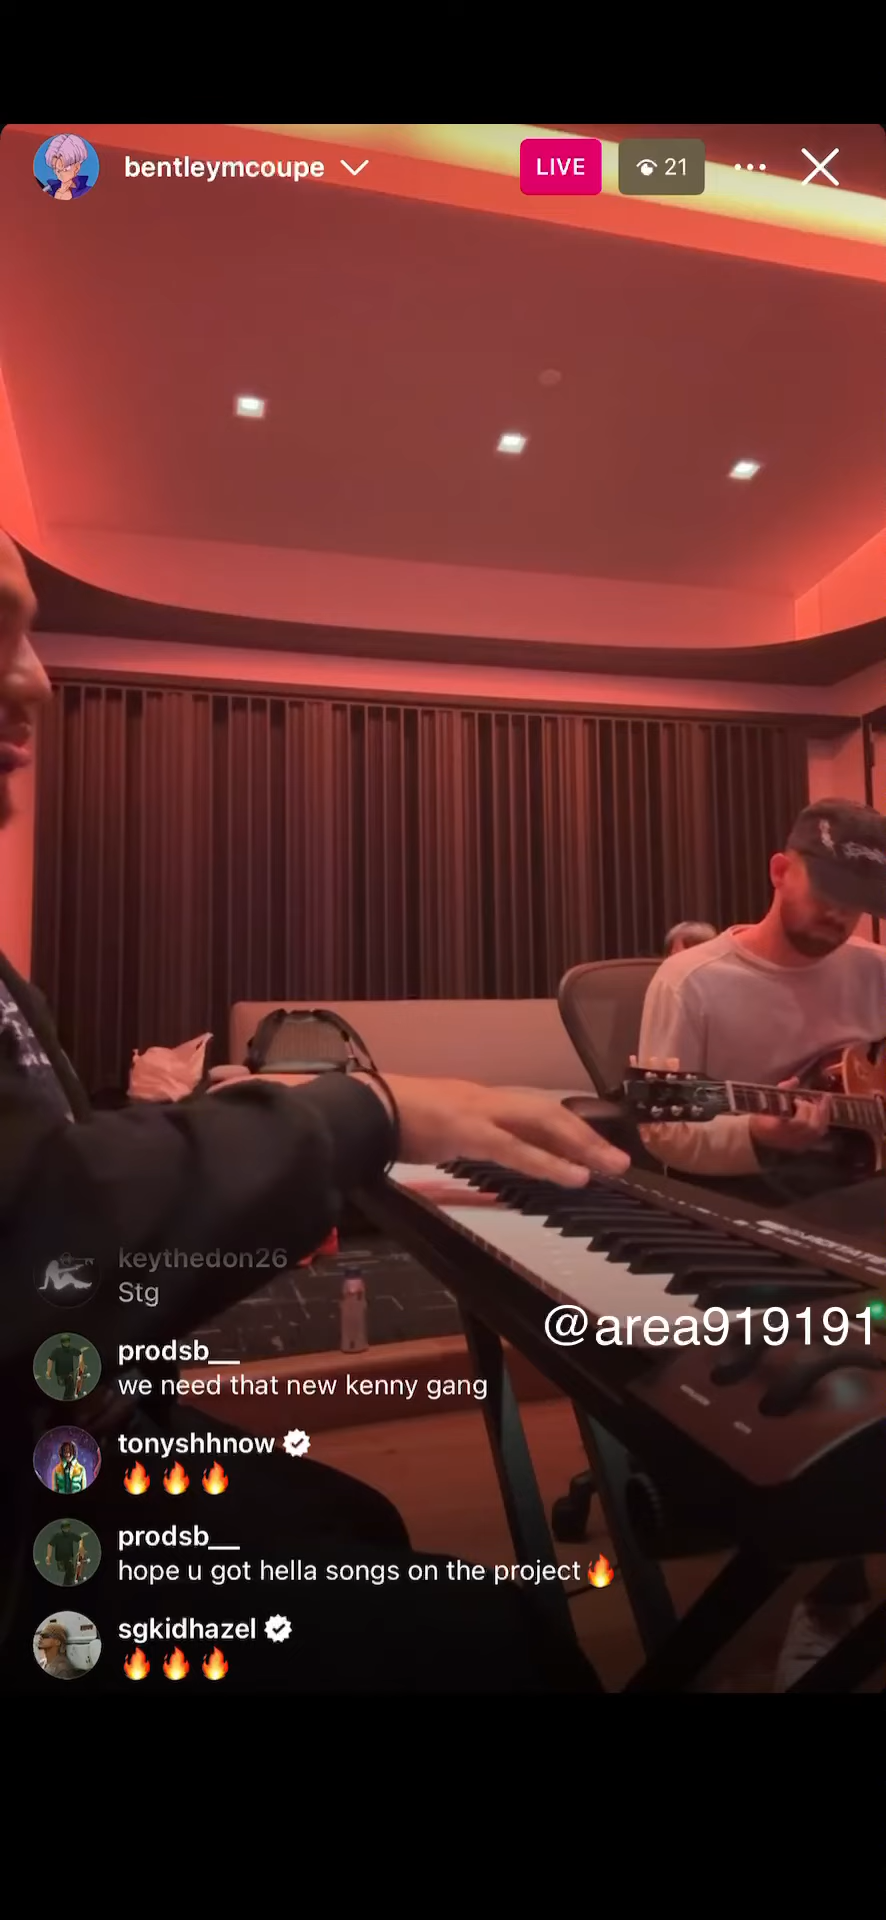 bentleymcoupe
LIVE
21
keythedon26
Stg
@area919191
prodsb__
we need that new kenny gang
tonyshhnow
🔥 🔥 🔥
prodsb__
hope u got hella songs on the project🔥
sgkidhazel
🔥 🔥 🔥